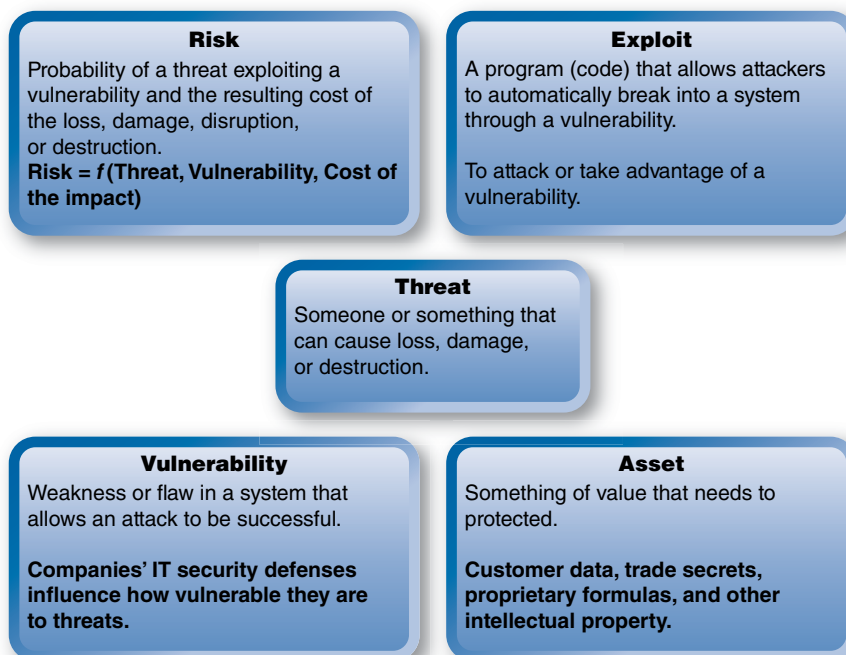 Risk
Probability of a threat exploiting a
vulnerability and the resulting cost of
the loss, damage, disruption,
or destruction.
Risk = f (Threat, Vulnerability, Cost of
the impact)
Exploit
A program (code) that allows attackers
to automatically break into a system
through a vulnerability.
To attack or take advantage of a
vulnerability.
Threat
Someone or something that
can cause loss, damage,
or destruction.
Vulnerability
Weakness or flaw in a system that
allows an attack to be successful.
Companies’ IT security defenses
influence how vulnerable they are
to threats.
Asset
Something of value that needs to
protected.
Customer data, trade secrets,
proprietary formulas, and other
intellectual property.